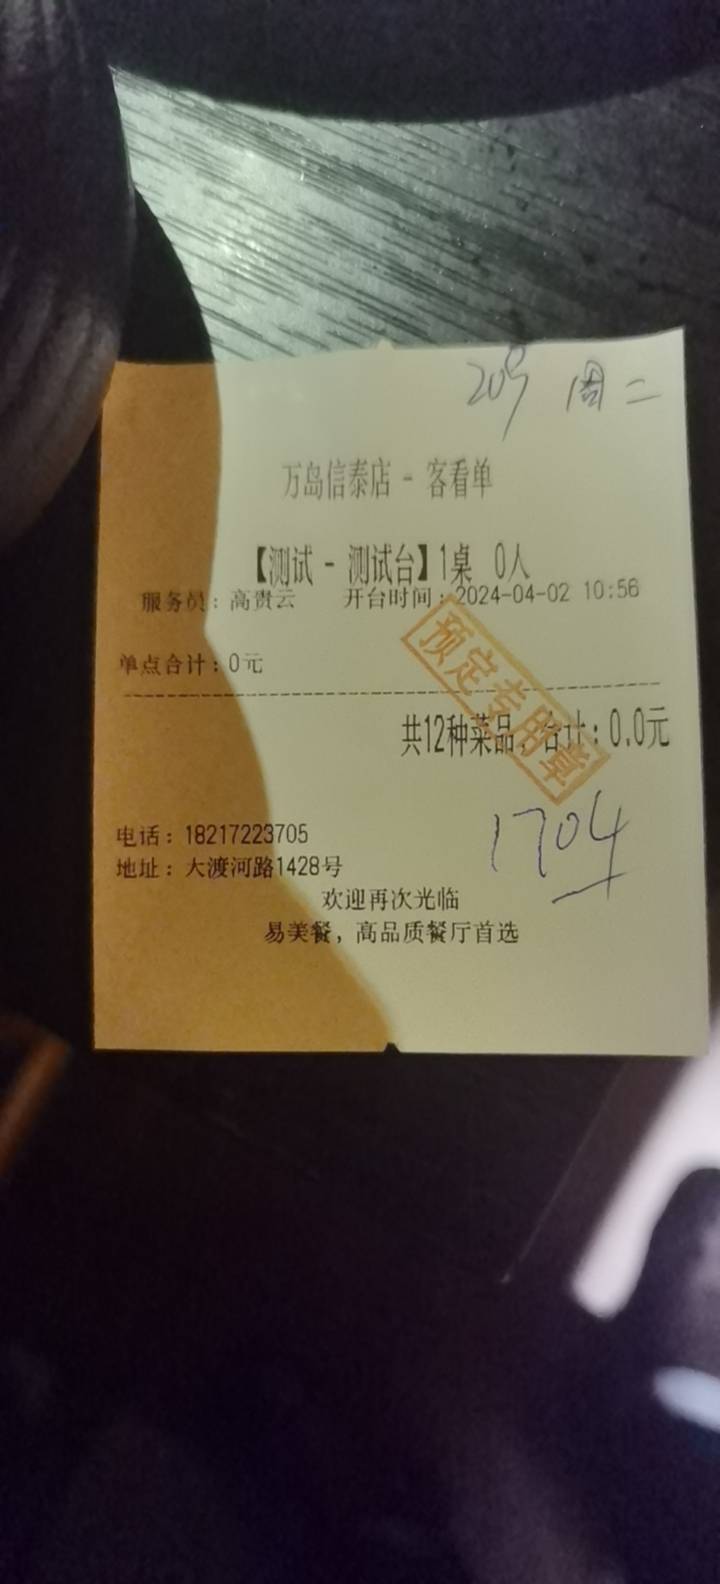 209 周二
万岛信泰店 - 客看单
【测试 - 测试台】1桌 0人
服务员：高贵云 开台时间：2024-04-02 10:56
预定专用章
单点合计：0元
共12种菜品，合计：0.0元
1704
电话：18217223705
地址：大渡河路1428号
欢迎再次光临
易美餐，高品质餐厅首选